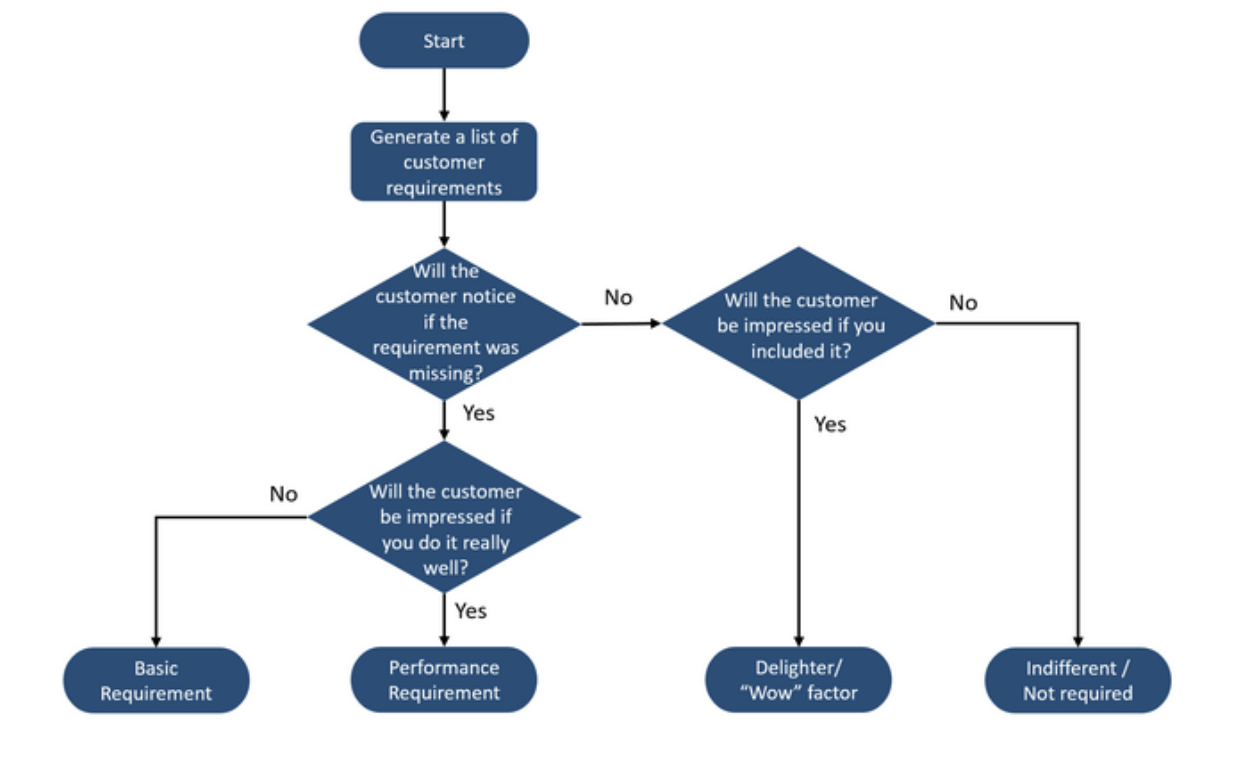 Start
Generate a list of
customer
requirements
Will the
customer notice
if the
requirement was
missing?
No
Will the customer
be impressed if you
included it?
No
Yes
Yes
Will the customer
be impressed if
you do it really
well?
No
Yes
Basic
Requirement
Performance
Requirement
Delighter/
“Wow” factor
Indifferent /
Not required